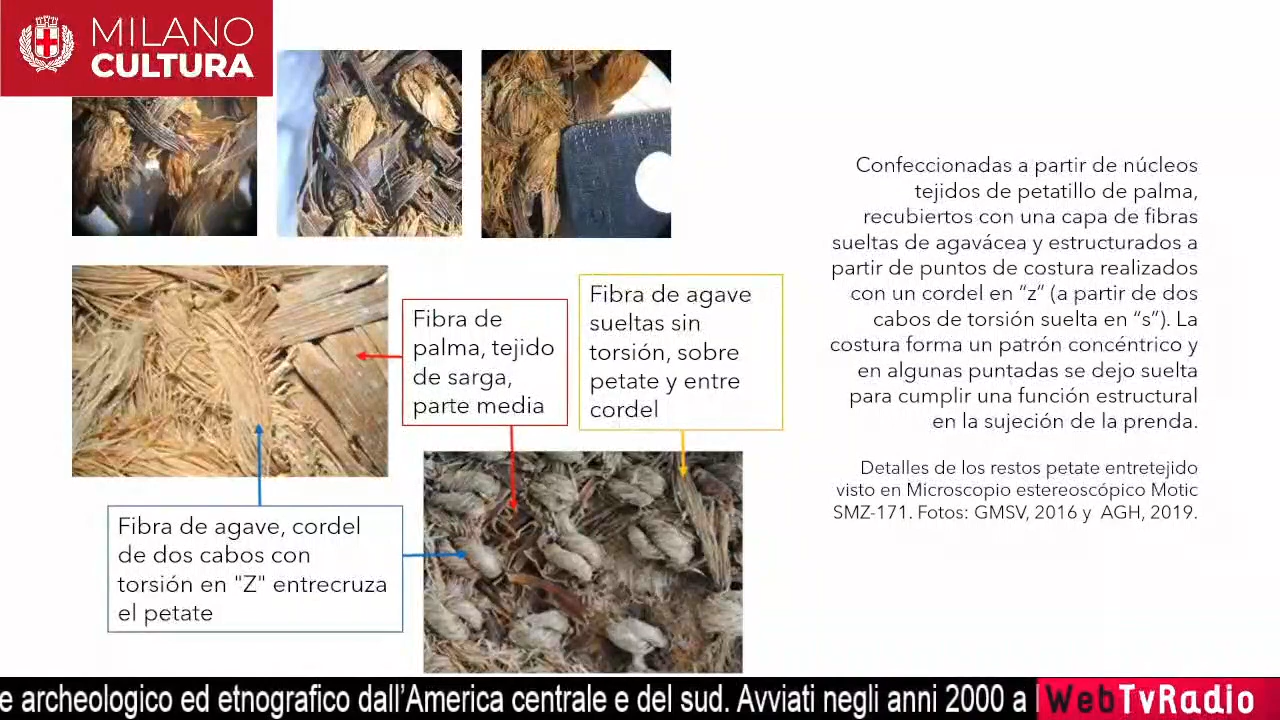 MILANO
CULTURA
Confeccionadas a partir de núcleos
tejidos de petatillo de palma,
recubiertos con una capa de fibras
sueltas de agavácea y estructurados a
partir de puntos de costura realizados
con un cordel en “z” (a partir de dos
cabos de torsión suelta en “s”). La
costura forma un patrón concéntrico y
en algunas puntadas se dejo suelta
para cumplir una función estructural
en la sujeción de la prenda.
Detalles de los restos petate entretejido
visto en Microscopio estereoscópico Motic
SMZ-171. Fotos: GMSV, 2016 y AGH, 2019.
Fibra de
palma, tejido
de sarga,
parte media
Fibra de agave
sueltas sin
torsión, sobre
petate y entre
cordel
Fibra de agave, cordel
de dos cabos con
torsión en "Z" entrecruza
el petate
e archeologico ed etnografico dall’America centrale e del sud. Avviati negli anni 2000 a
WebTvRadio